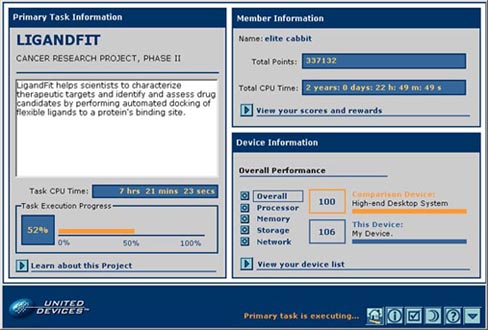 Primary Task Information
LIGANDFIT
CANCER RESEARCH PROJECT, PHASE II
LigandFit helps scientists to characterize
therapeutic targets and identify and assess drug
candidates by performing automated docking of
flexible ligands to a protein's binding site.
Task CPU Time: 7 hrs 21 mins 23 secs
Task Execution Progress
52%
0% 50% 100%
Learn about this Project
Member Information
Name: elite cabbit
Total Points: 337132
Total CPU Time: 2 years: 0 days: 22 h: 49 m: 49 s
View your scores and rewards
Device Information
Overall Performance
Overall
Processor
Memory
Storage
Network
100
Comparison Device:
High-end Desktop System
106
This Device:
My Device.
View your device list
UNITED
DEVICES™
Primary task is executing...